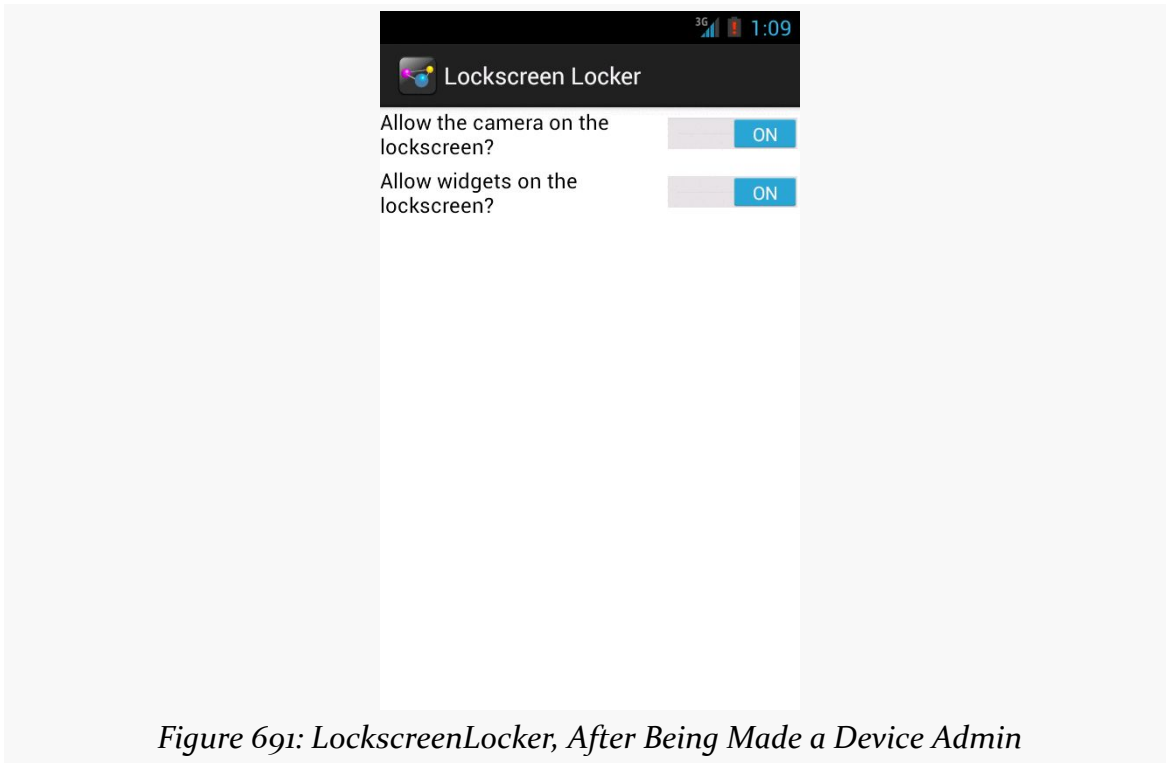 3G 1:09
Lockscreen Locker
Allow the camera on the
lockscreen?
ON
Allow widgets on the
lockscreen?
ON
Figure 691: LockscreenLocker, After Being Made a Device Admin